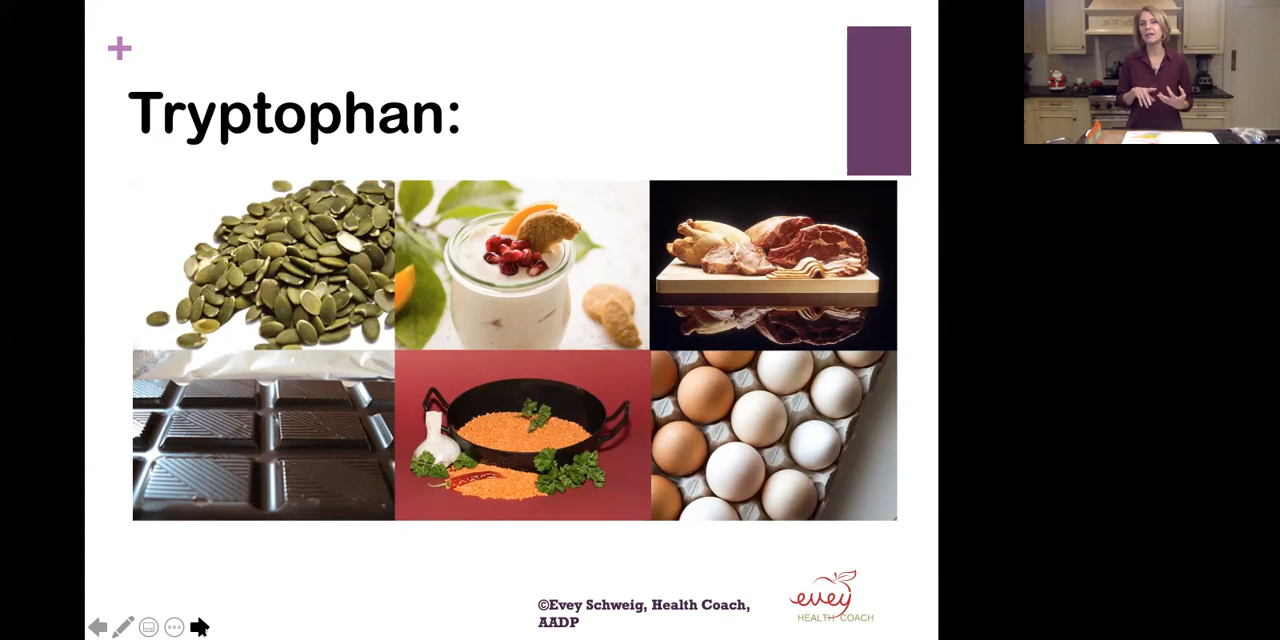 Tryptophan:
©Evey Schweig, Health Coach,
AADP
evey
HEALTH COACH